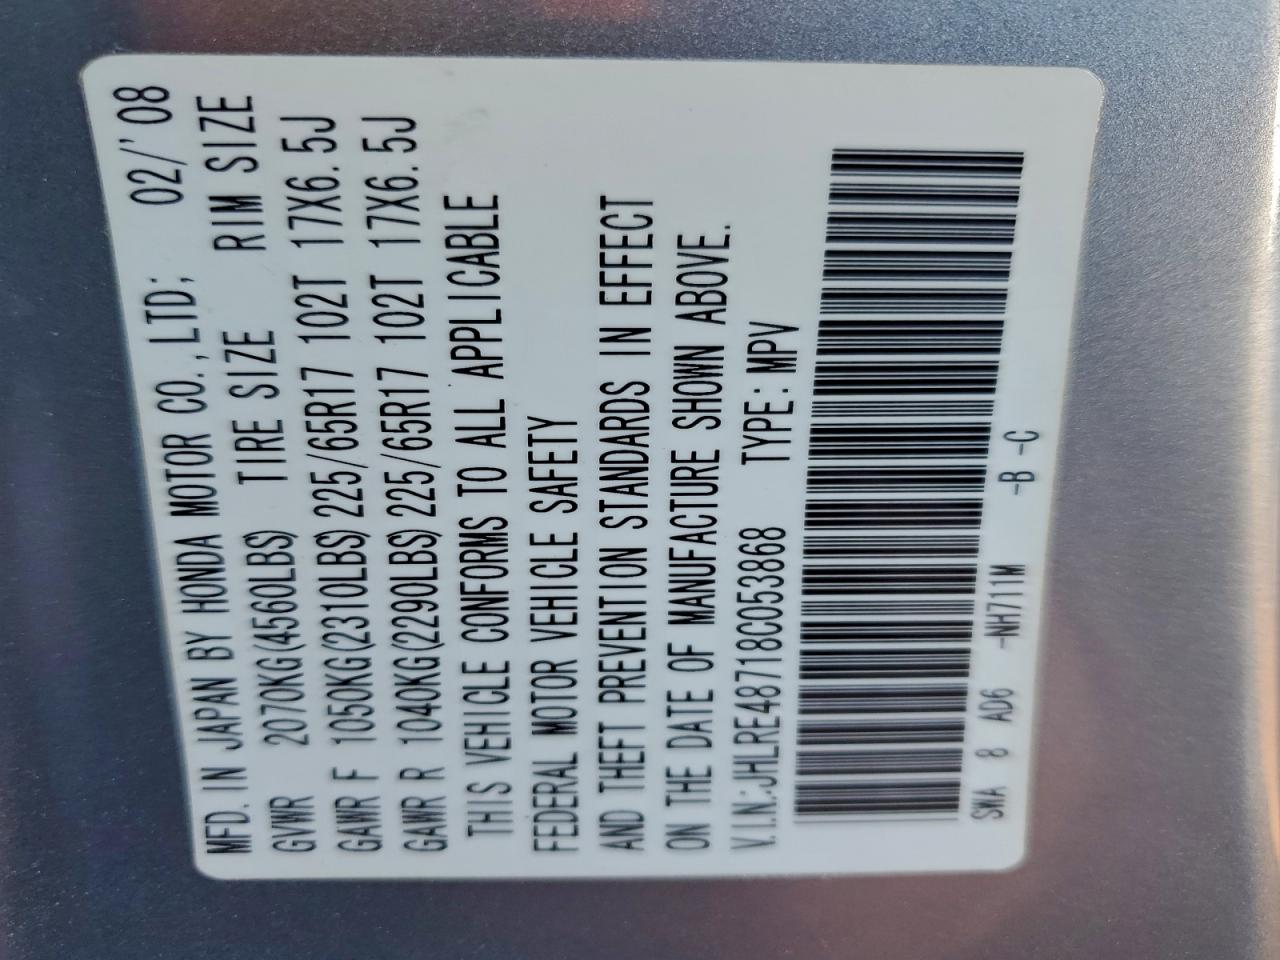 MFD. IN JAPAN BY HONDA MOTOR CO., LTD; 02/'08
GVWR 2070KG(4560LBS) TIRE SIZE RIM SIZE
GAWR F 1050KG(2310LBS) 225/65R17 102T 17X6.5J
GAWR R 1040KG(2290LBS) 225/65R17 102T 17X6.5J
THIS VEHICLE CONFORMS TO ALL APPLICABLE
FEDERAL MOTOR VEHICLE SAFETY
AND THEFT PREVENTION STANDARDS IN EFFECT
ON THE DATE OF MANUFACTURE SHOWN ABOVE.
V.I.N.:JHLRE48718C053868 TYPE: MPV
SWA 8 AD6 -NH711M -B -C